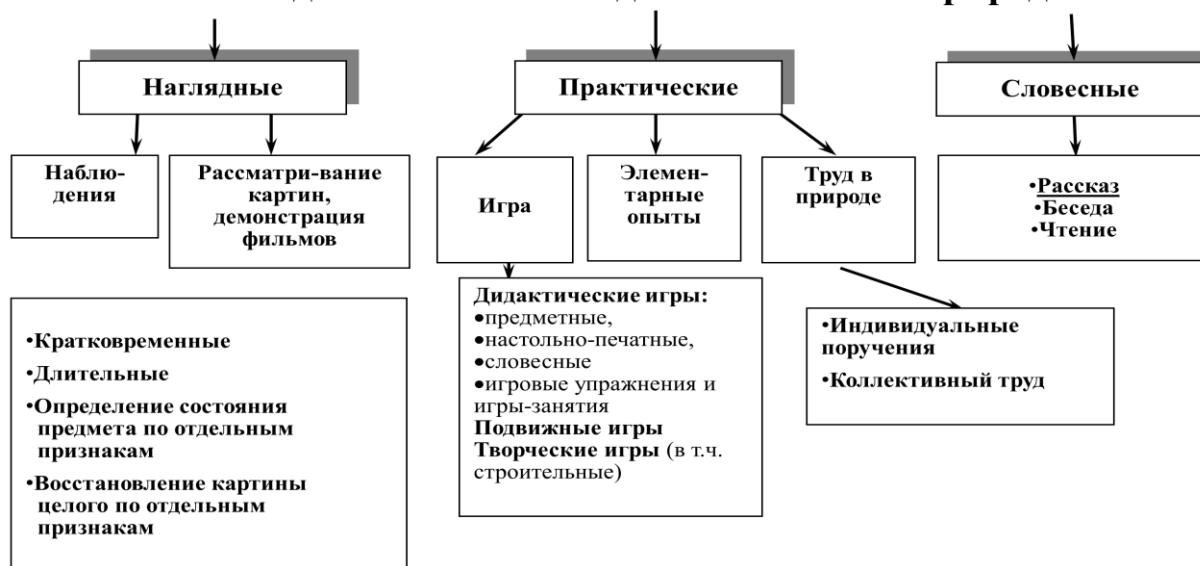 Наглядные
Практические
Словесные
Наблю-
дения
Рассматри-вание
картин,
демонстрация
фильмов
Игра
Элемен-
тарные
опыты
Труд в
природе
•Рассказ
•Беседа
•Чтение
•Кратковременные
•Длительные
•Определение состояния
предмета по отдельным
признакам
•Восстановление картины
целого по отдельным
признакам
Дидактические игры:
•предметные,
•настольно-печатные,
•словесные
•игровые упражнения и
игры-занятия
Подвижные игры
Творческие игры (в т.ч.
строительные)
•Индивидуальные
поручения
•Коллективный труд